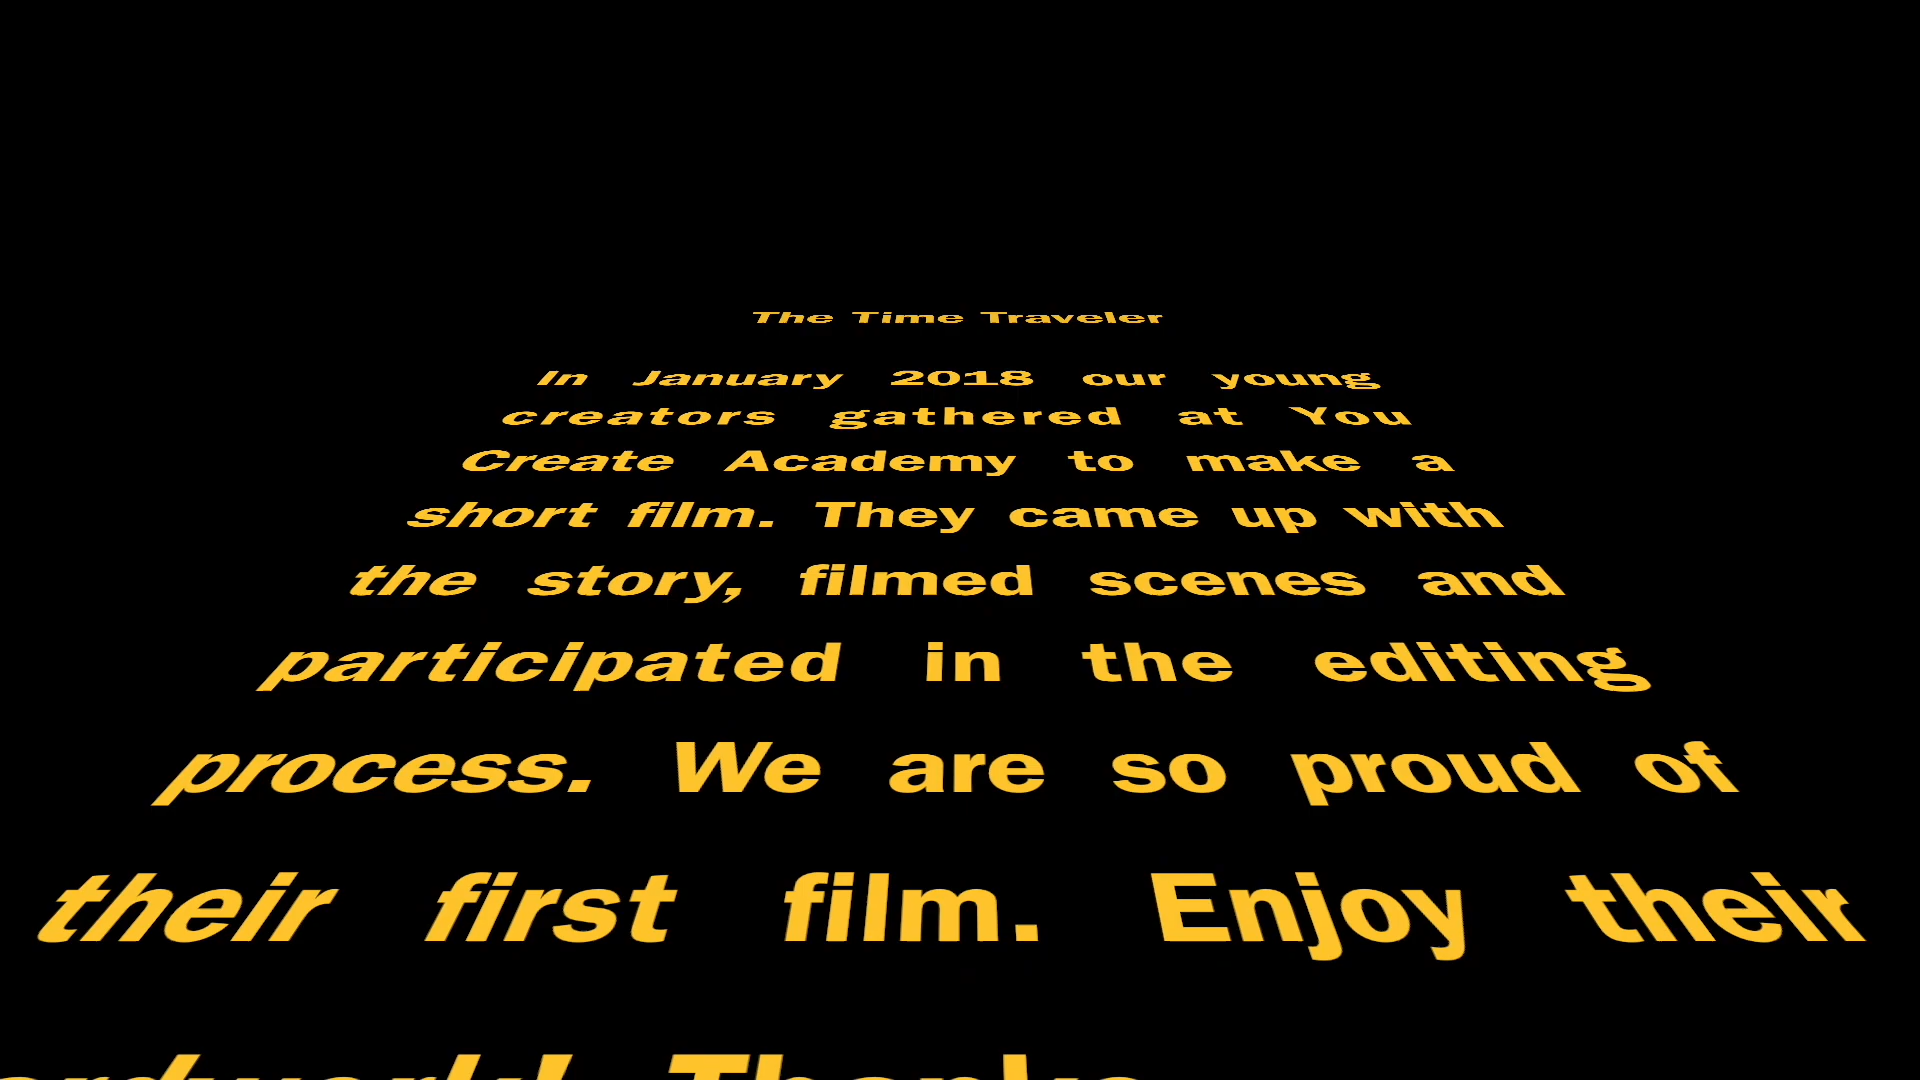 The Time Traveler
In January 2018 our young
creators gathered at You
Create Academy to make a
short film. They came up with
the story, filmed scenes and
participated in the editing
process. We are so proud of
their first film. Enjoy their